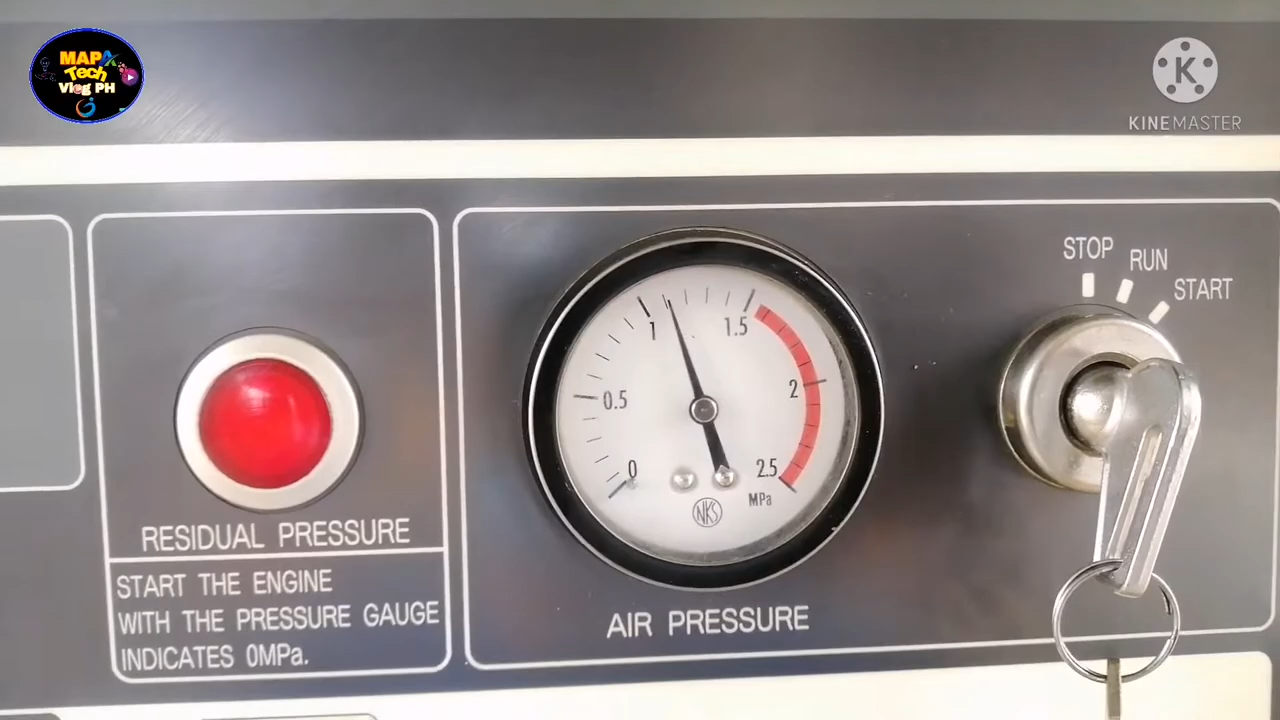 MAPA
Tech
Vlog PH
K
KINEMASTER
STOP
RUN
START
0
0.5
1
1.5
2
2.5
MPa
NKS
RESIDUAL PRESSURE
START THE ENGINE
WITH THE PRESSURE GAUGE
INDICATES 0MPa.
AIR PRESSURE